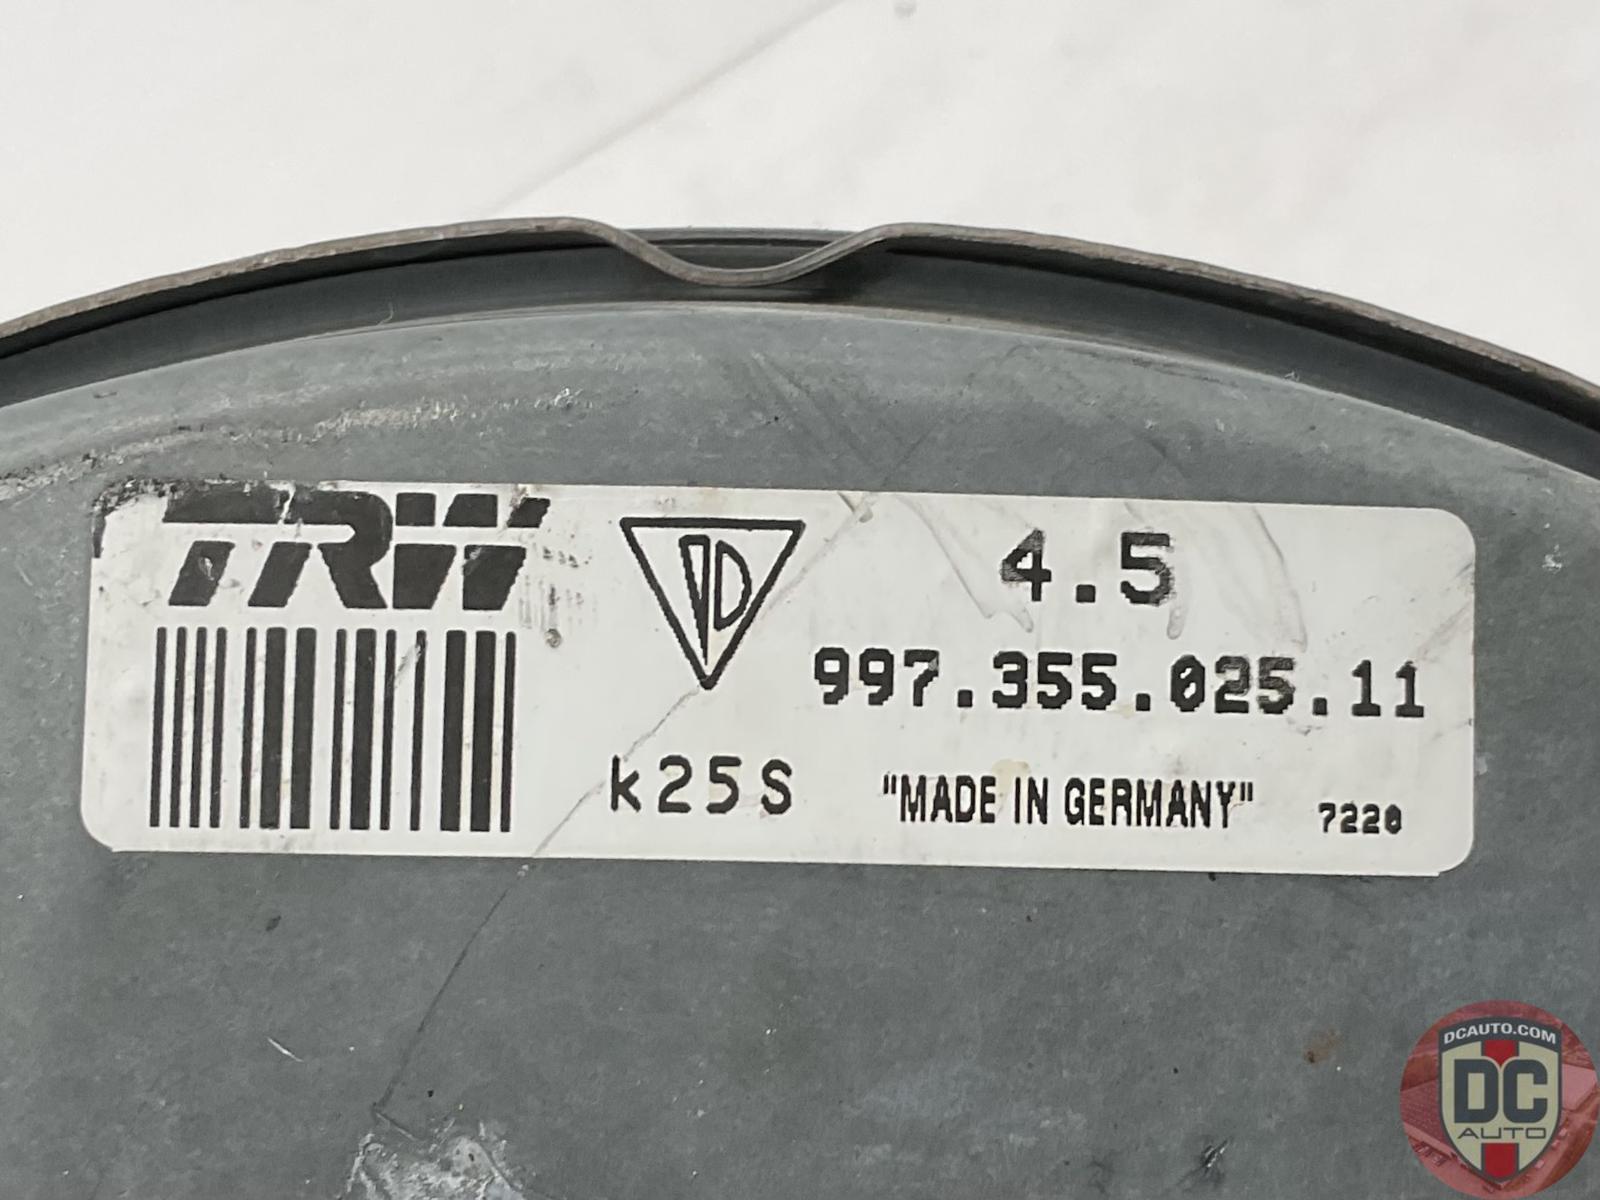 TRW
4.5
997.355.025.11
k25S
"MADE IN GERMANY"
7220
DCAUTO.COM
DC
AUTO